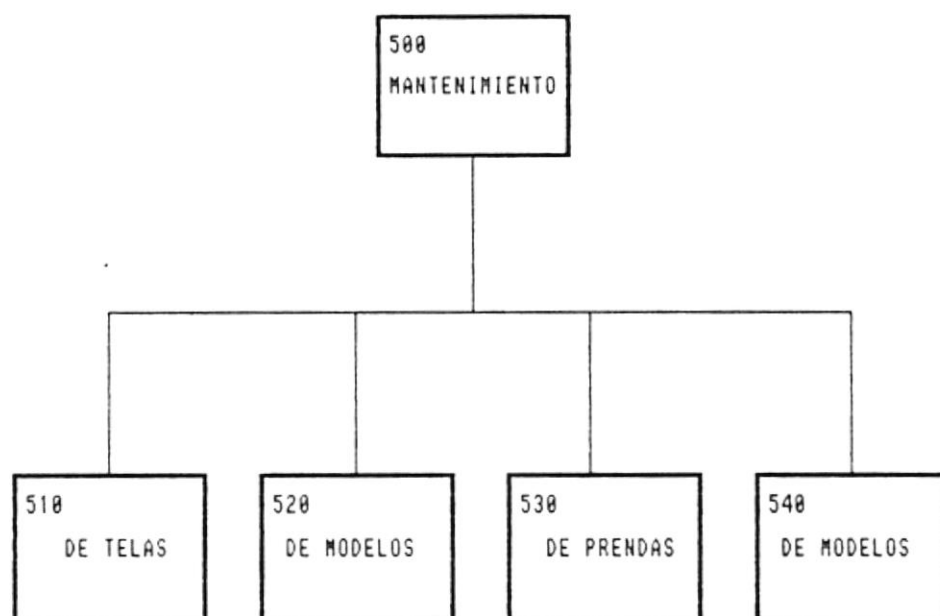 500
MANTENIMIENTO
510
DE TELAS
520
DE MODELOS
530
DE PRENDAS
540
DE MODELOS